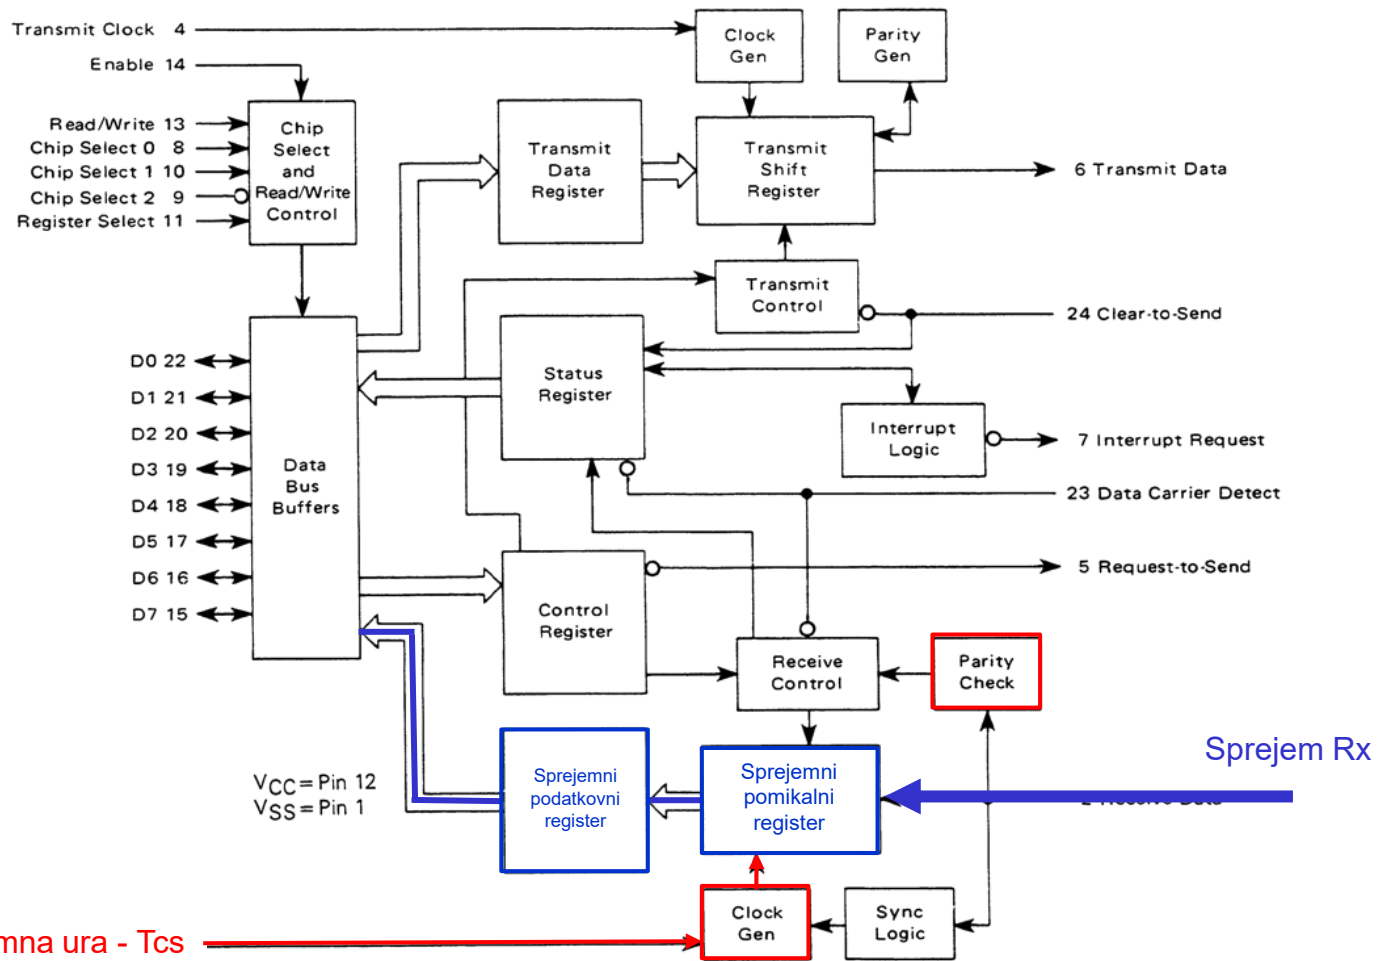 Transmit Clock 4
Enable 14
Clock
Gen
Parity
Gen
Read/Write 13
Chip Select 0 8
Chip Select 1 10
Chip Select 2 9
Register Select 11
Chip
Select
and
Read/Write
Control
Transmit
Data
Register
Transmit
Shift
Register
6 Transmit Data
Transmit
Control
24 Clear-to-Send
D0 22
D1 21
D2 20
D3 19
D4 18
D5 17
D6 16
D7 15
Data
Bus
Buffers
Status
Register
Interrupt
Logic
7 Interrupt Request
23 Data Carrier Detect
5 Request-to-Send
Control
Register
Receive
Control
Parity
Check
Sprejem Rx
VCC = Pin 12
VSS = Pin 1
Sprejemni
podatkovni
register
Sprejemni
pomikalni
register
Clock
Gen
Sync
Logic
ura - Tcs